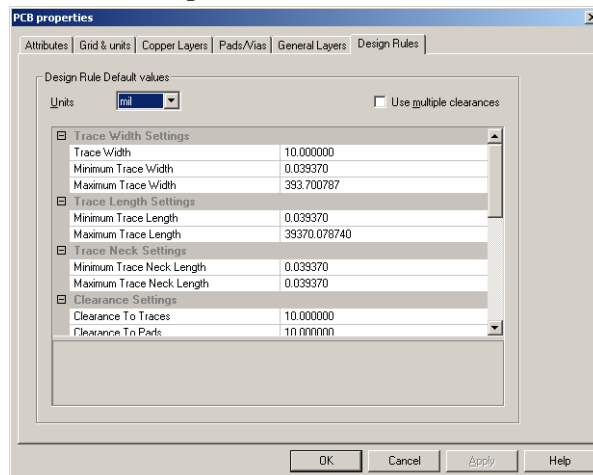 PCB properties
Attributes Grid & units Copper Layers Pads/Vias General Layers Design Rules
Design Rule Default values
Units mil Use multiple clearances
Trace Width Settings
Trace Width 10.000000
Minimum Trace Width 0.039370
Maximum Trace Width 393.700787
Trace Length Settings
Minimum Trace Length 0.039370
Maximum Trace Length 39370.078740
Trace Neck Settings
Minimum Trace Neck Length 0.039370
Maximum Trace Neck Length 0.039370
Clearance Settings
Clearance To Traces 10.000000
Clearance To Pads 10.000000
OK Cancel Apply Help